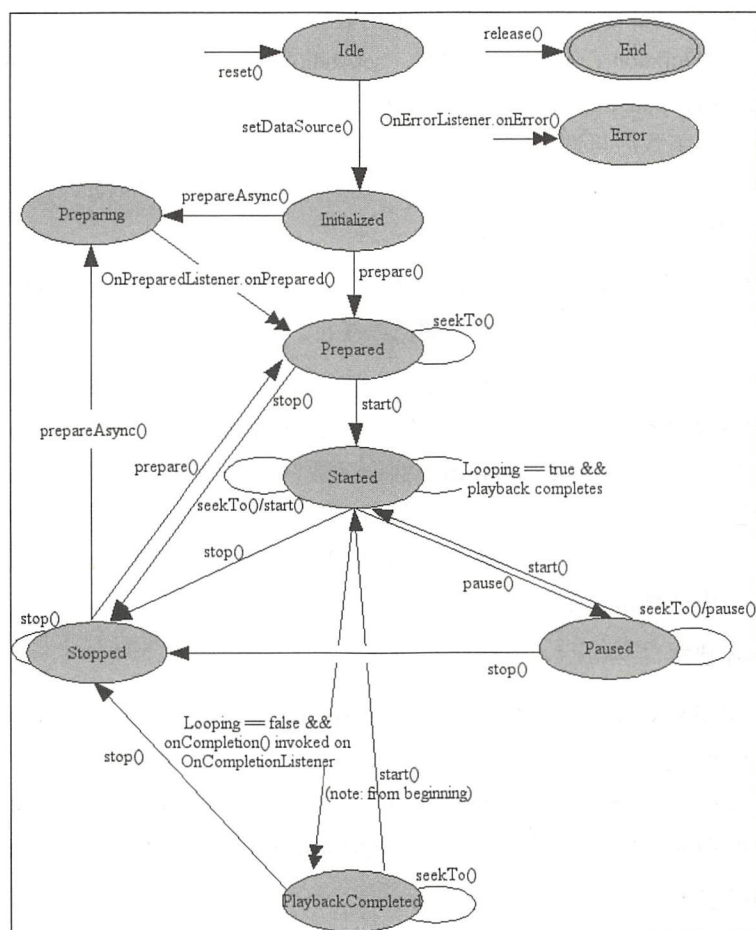 Idle
reset()
release()
End
setDataSource()
OnErrorListener.onError()
Error
Preparing
prepareAsync()
Initialized
OnPreparedListener.onPrepared()
prepare()
Prepared
seekTo()
stop()
start()
prepareAsync()
prepare()
Started
seekTo()/start()
Looping == true &&
playback completes
stop()
pause()
start()
stop()
Stopped
Paused
seekTo()/pause()
stop()
stop()
Looping == false &&
onCompletion() invoked on
OnCompletionListener
start()
(note: from beginning)
PlaybackCompleted
seekTo()